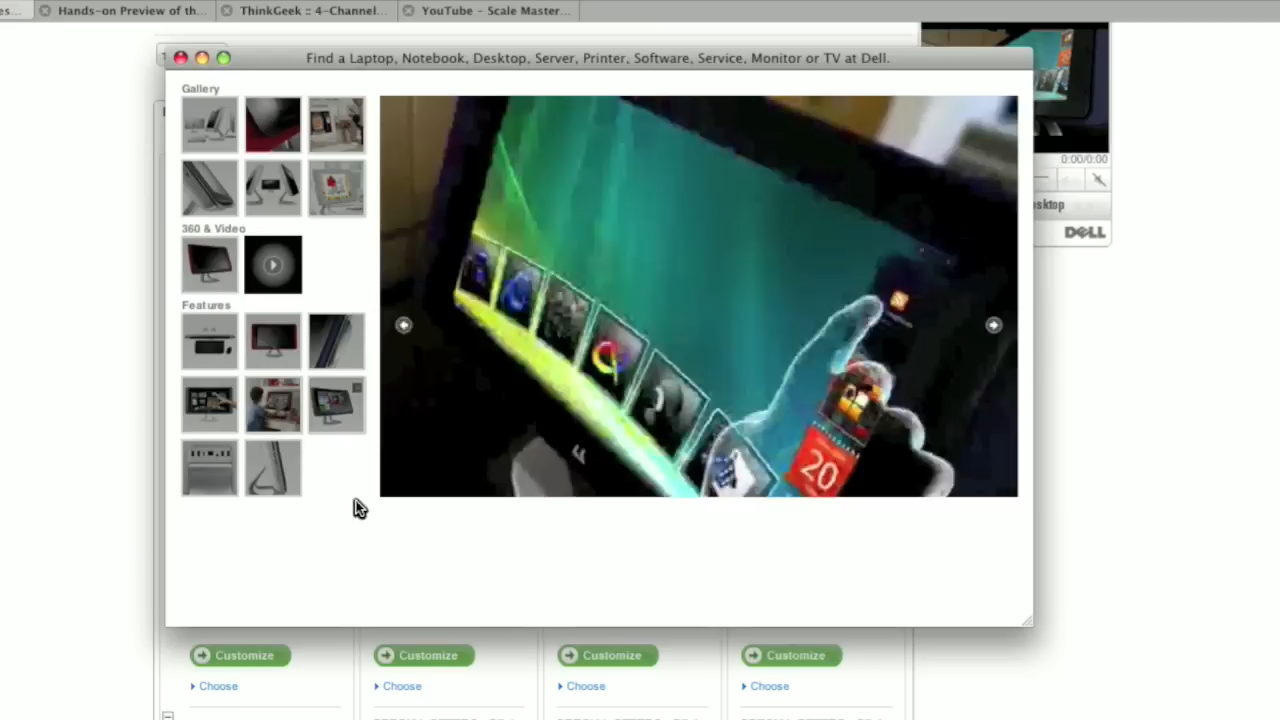 es...
Hands-on Preview of th...
ThinkGeek :: 4-Channel...
YouTube - Scale Master...
Find a Laptop, Notebook, Desktop, Server, Printer, Software, Service, Monitor or TV at Dell.
Gallery
360 & Video
Features
20
0:00/0:00
sktop
DELL
Customize
Customize
Customize
Customize
Choose
Choose
Choose
Choose